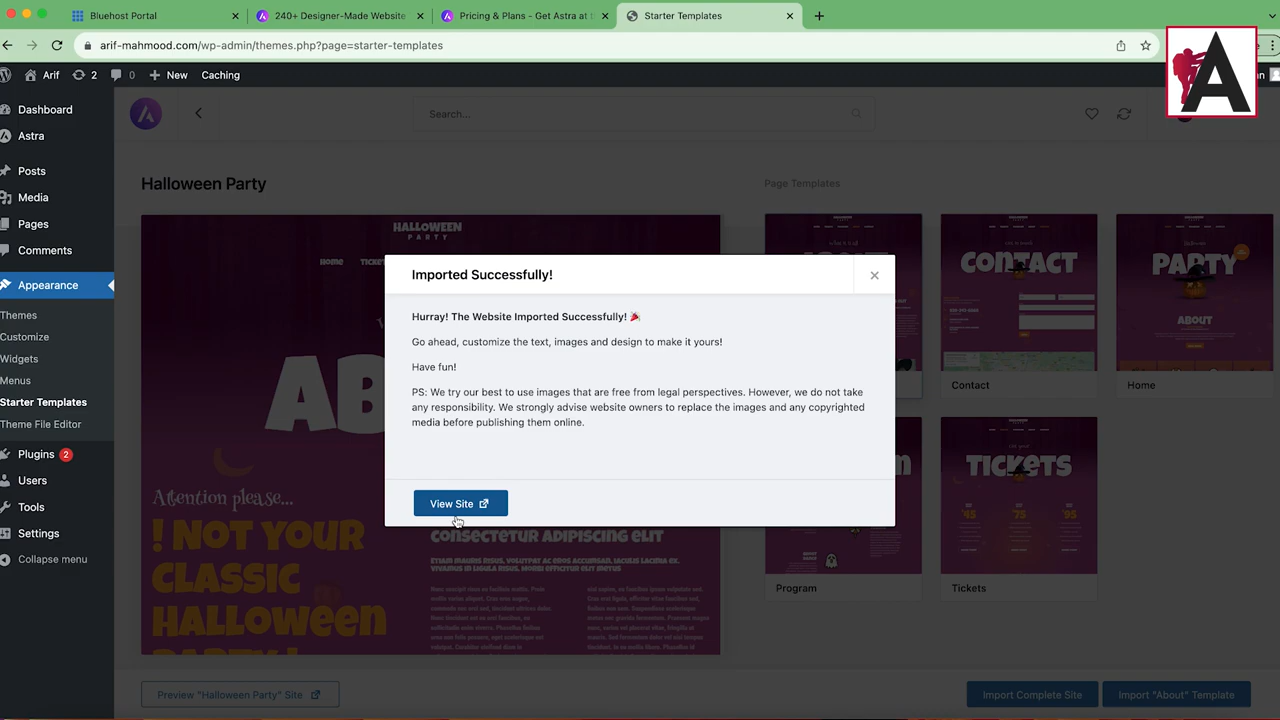 Bluehost Portal
240+ Designer-Made Website
Pricing & Plans - Get Astra at t
Starter Templates
arif-mahmood.com/wp-admin/themes.php?page=starter-templates
Arif
2
0
New
Caching
A
Dashboard
Astra
Posts
Media
Pages
Comments
Appearance
Themes
Customize
Widgets
Menus
Starter Templates
Theme File Editor
Plugins 2
Users
Tools
Settings
Collapse menu
Search...
Halloween Party
Page Templates
HALLOWEEN
PARTY
Home
Attention please...
! NOT YOUR
CLASSIC
HALLOWEEN
PARTY !
consectetur adipiscing elit
Imported Successfully!
Hurray! The Website Imported Successfully! 🎉
Go ahead, customize the text, images and design to make it yours!
Have fun!
PS: We try our best to use images that are free from legal perspectives. However, we do not take
any responsibility. We strongly advise website owners to replace the images and any copyrighted
media before publishing them online.
View Site
CONTACT
Contact
PARTY
ABOUT
Home
Program
TICKETS
$45
$75
$95
Tickets
Preview "Halloween Party" Site
Import Complete Site
Import "About" Template